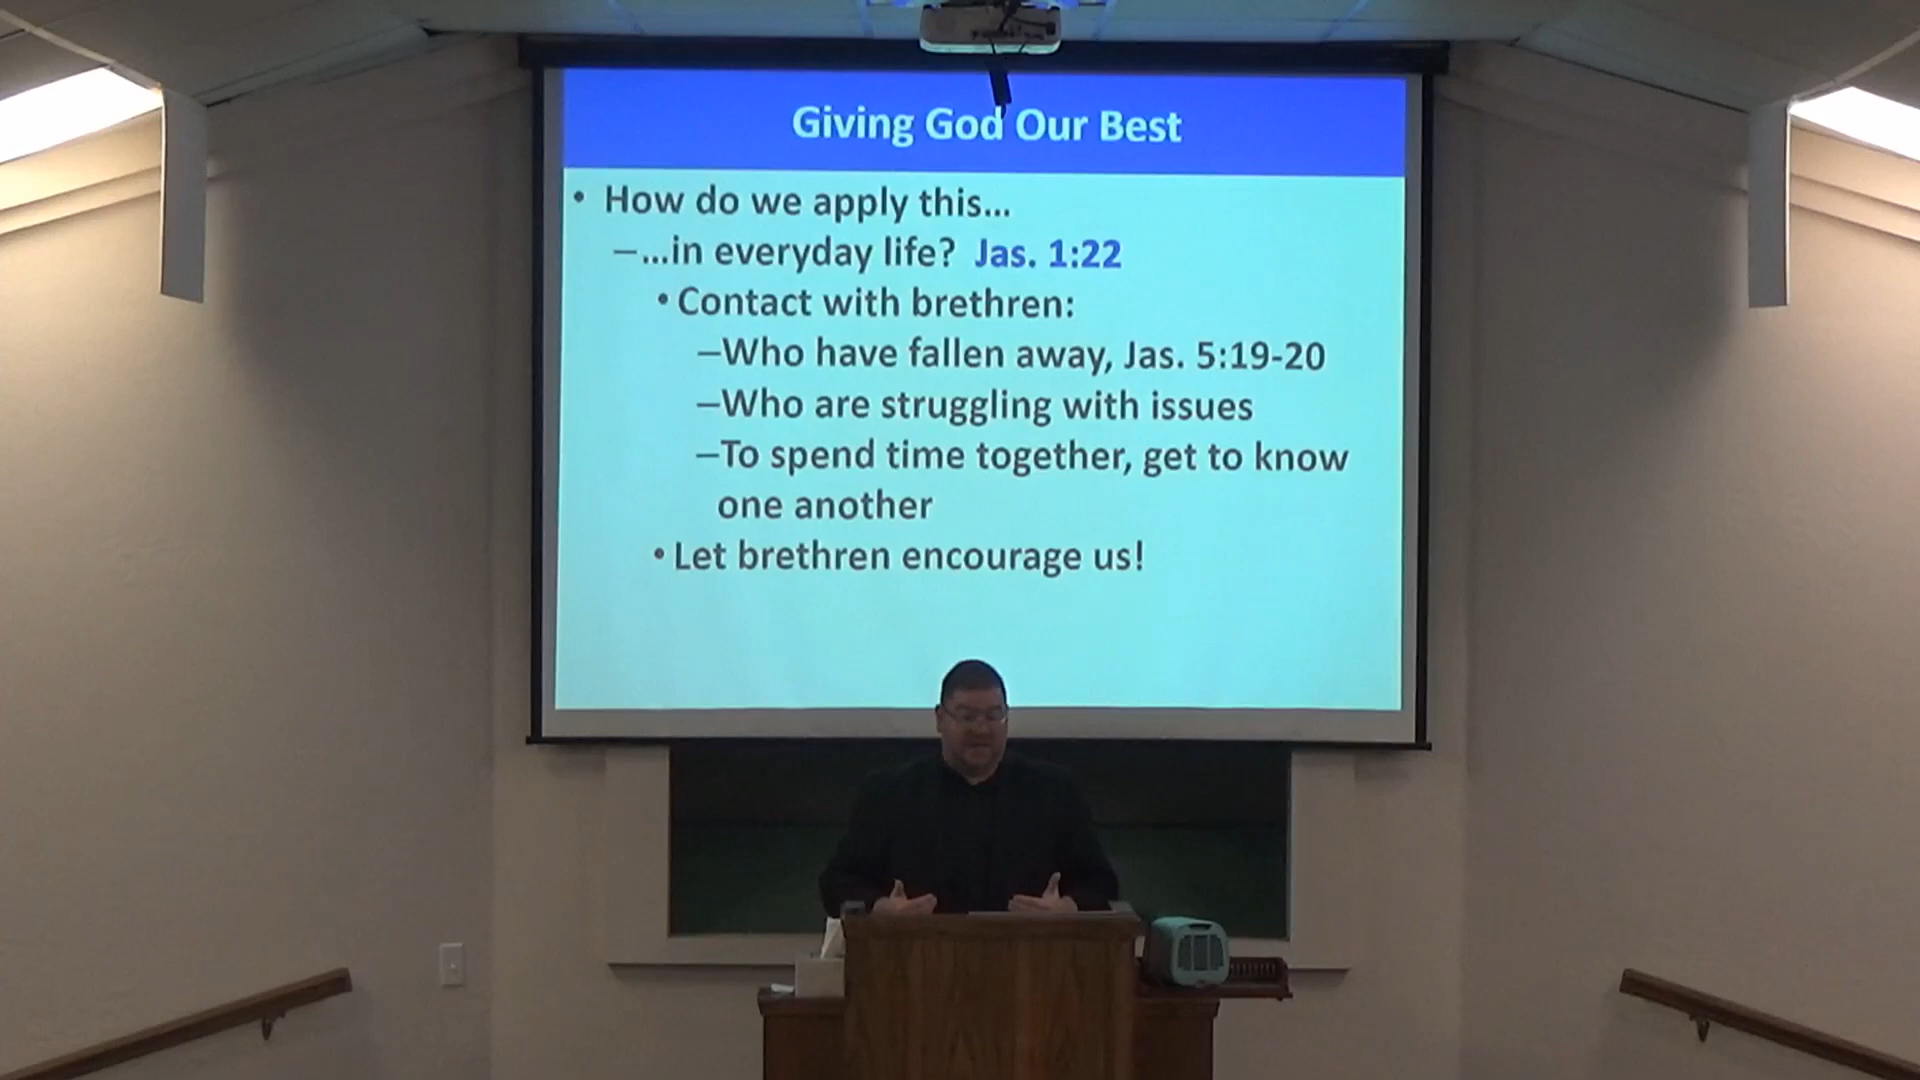 Giving God Our Best
• How do we apply this...
–...in everyday life? Jas. 1:22
• Contact with brethren:
–Who have fallen away, Jas. 5:19-20
–Who are struggling with issues
–To spend time together, get to know
one another
• Let brethren encourage us!